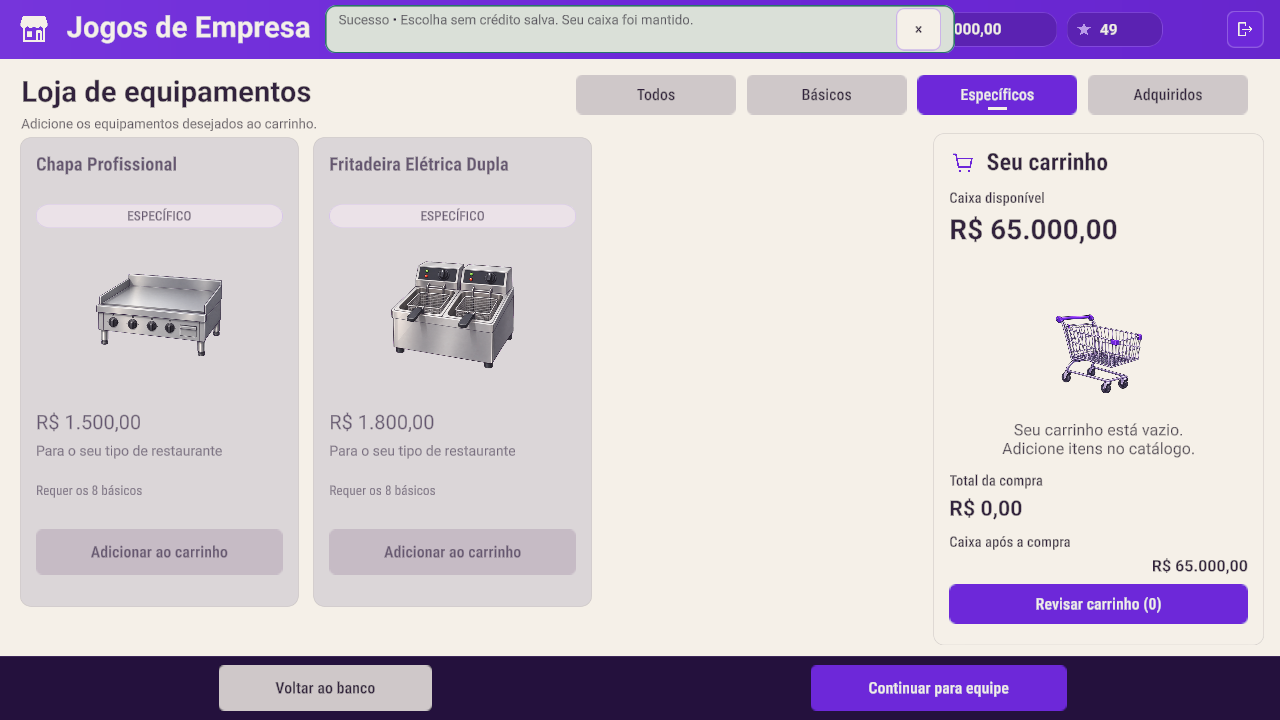 Jogos de Empresa
Sucesso • Escolha sem crédito salva. Seu caixa foi mantido.
×
000,00
49
Loja de equipamentos
Adicione os equipamentos desejados ao carrinho.
Todos
Básicos
Específicos
Adquiridos
Chapa Profissional
ESPECÍFICO
R$ 1.500,00
Para o seu tipo de restaurante
Requer os 8 básicos
Adicionar ao carrinho
Fritadeira Elétrica Dupla
ESPECÍFICO
R$ 1.800,00
Para o seu tipo de restaurante
Requer os 8 básicos
Adicionar ao carrinho
Seu carrinho
Caixa disponível
R$ 65.000,00
Seu carrinho está vazio.
Adicione itens no catálogo.
Total da compra
R$ 0,00
Caixa após a compra
R$ 65.000,00
Revisar carrinho (0)
Voltar ao banco
Continuar para equipe